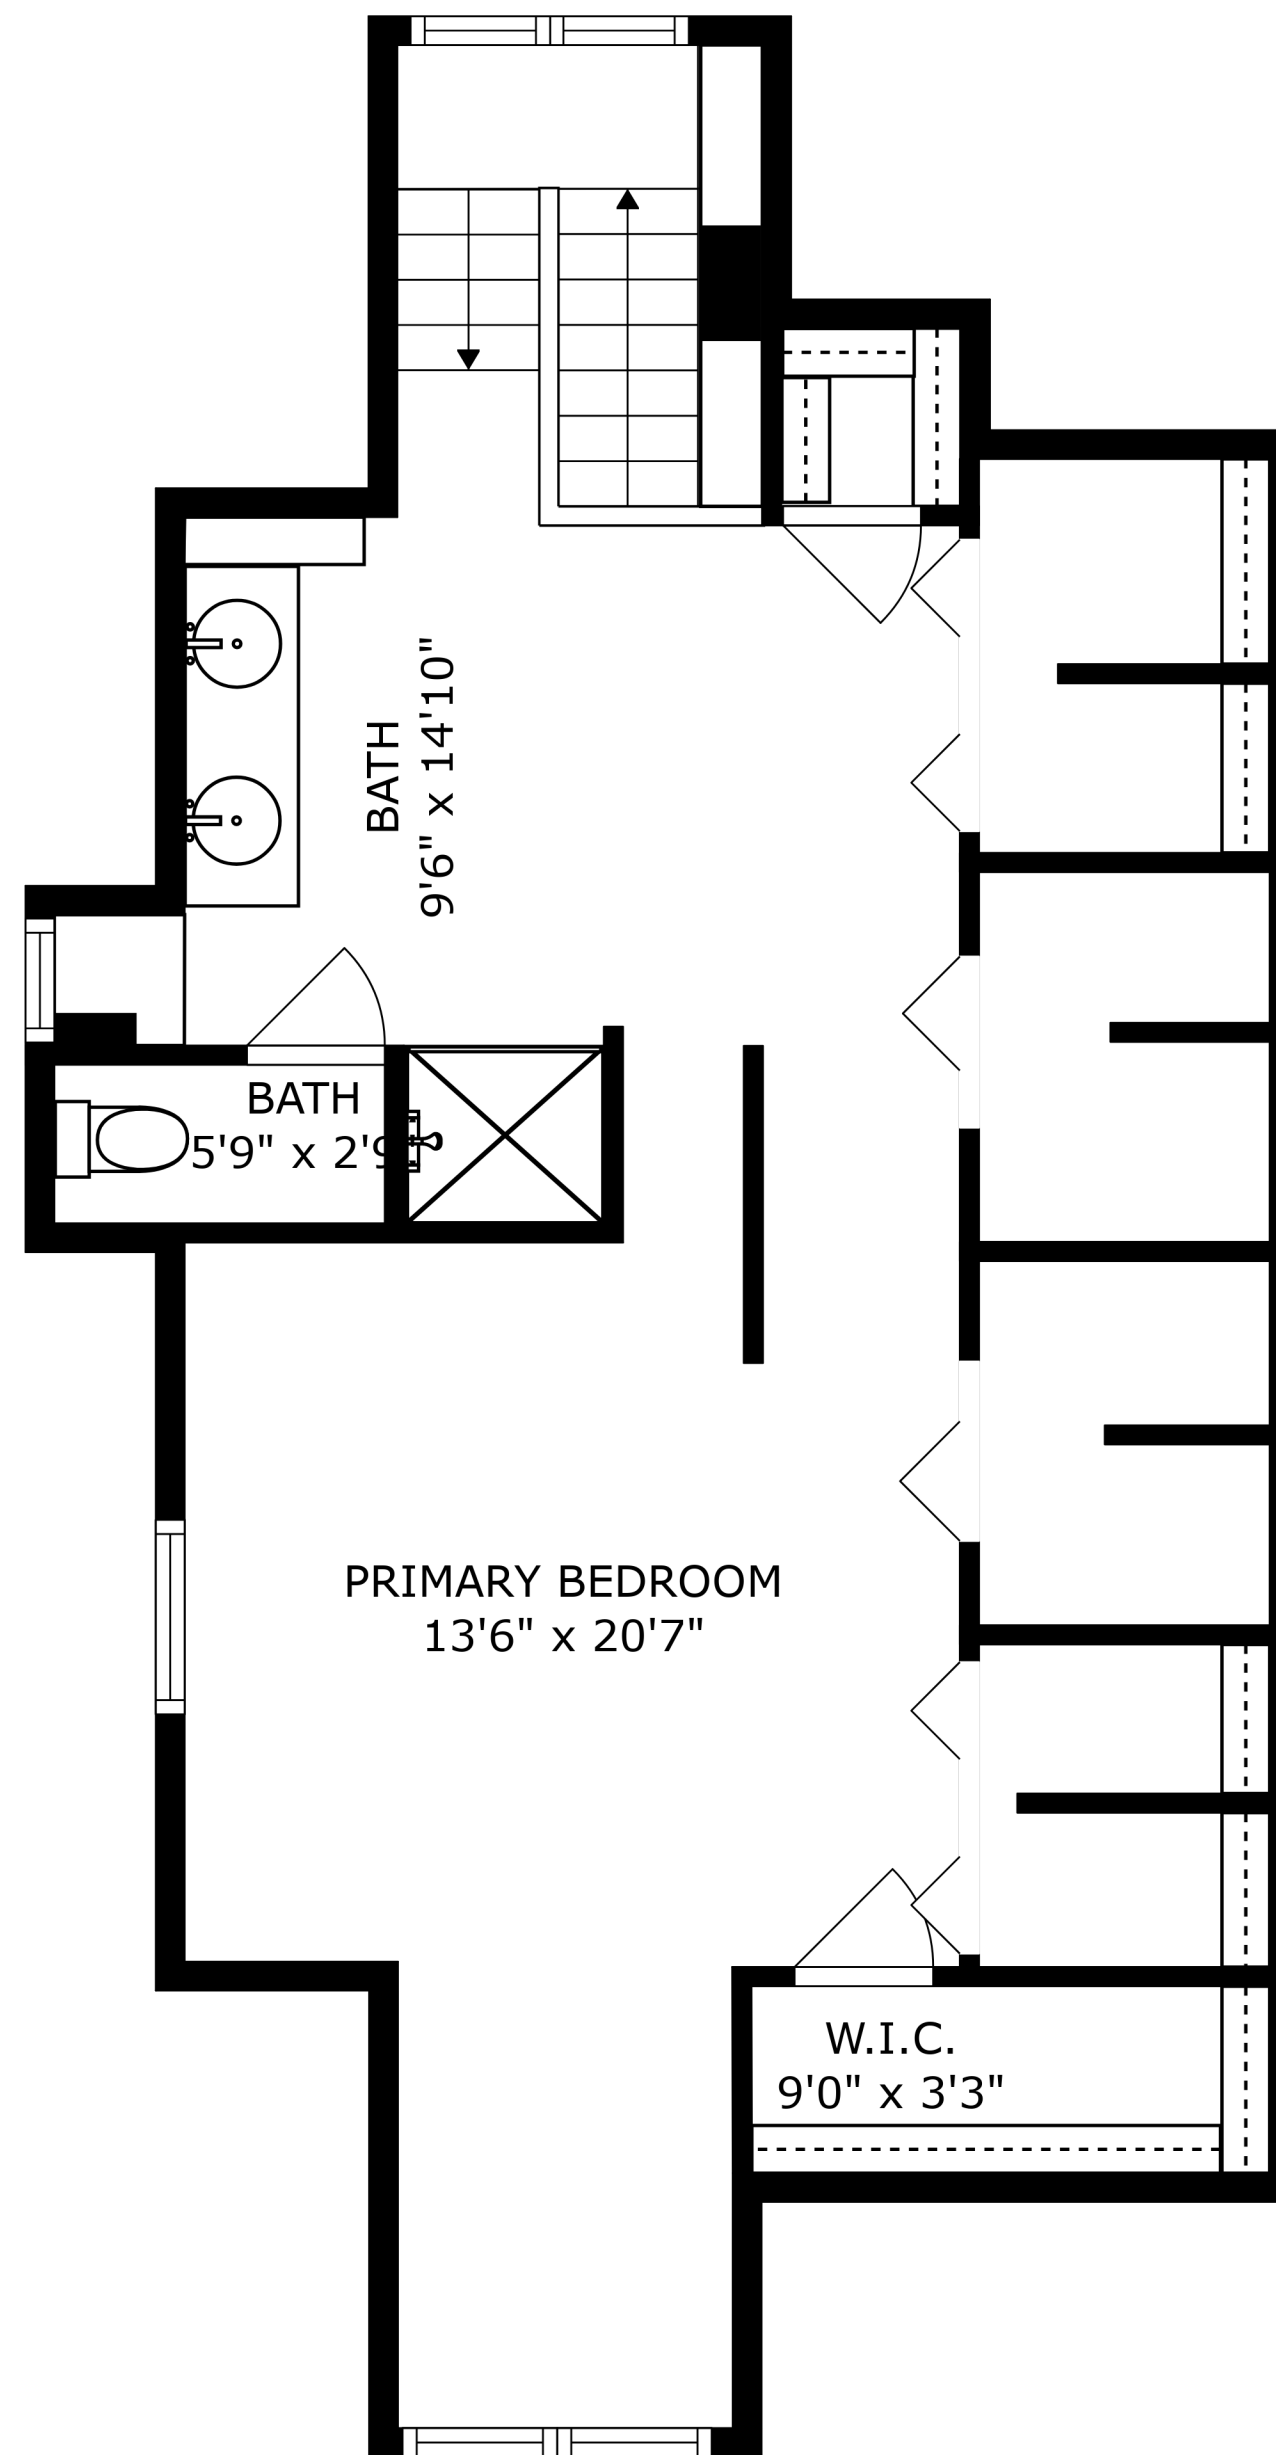 BATH
9'6" x 14'10"
BATH
5'9" x 2'9
PRIMARY BEDROOM
13'6" x 20'7"
W.I.C.
9'0" x 3'3"